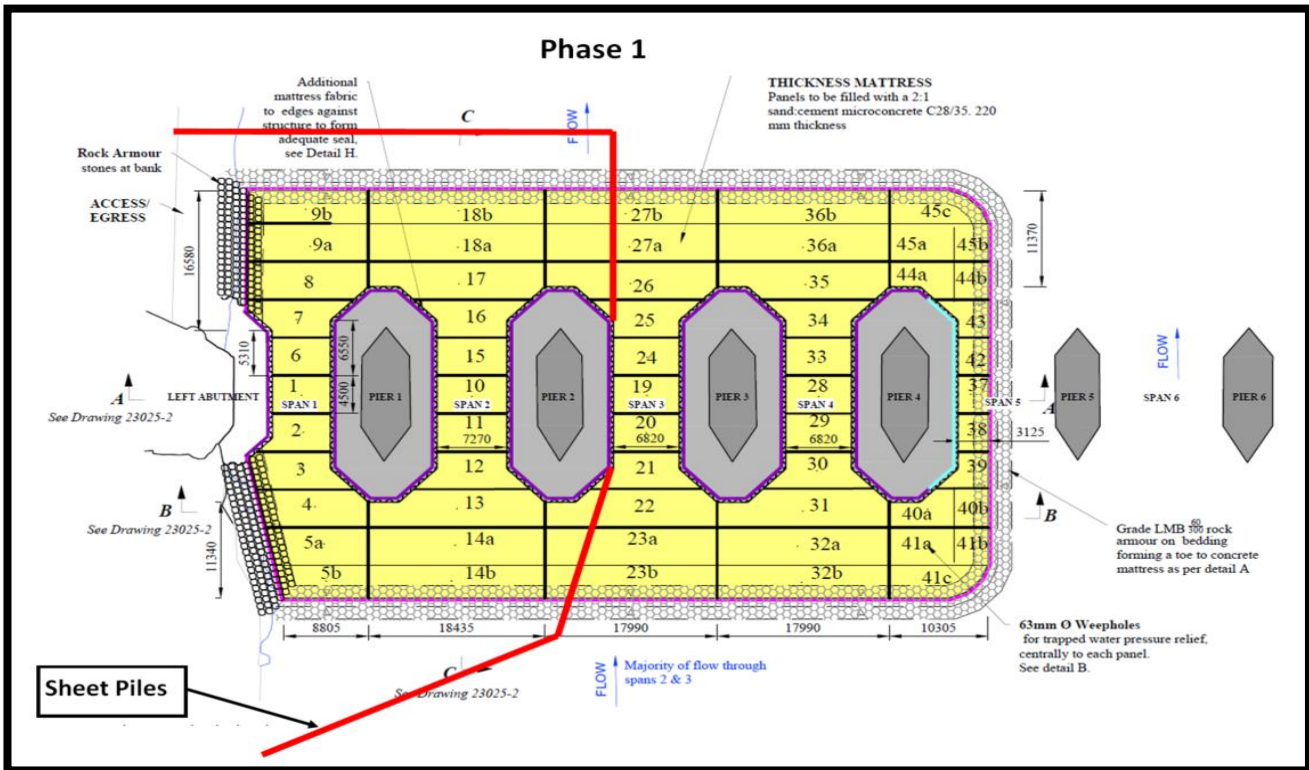 Phase 1
Additional
mattress fabric
to edges against
structure to form
adequate seal,
see Detail H.
THICKNESS MATTRESS
Panels to be filled with a 2:1
sand:cement microconcrete C28/35. 220
mm thickness
C
FLOW
Rock Armour
stones at bank
ACCESS/
EGRESS
16580
11370
9b
18b
27b
36b
45c
9a
18a
27a
36a
45a
45b
8
17
26
35
44a
44b
7
16
25
34
43
6
15
24
33
42
5310
6550
1
10
19
28
37
LEFT ABUTMENT
SPAN 1
PIER 1
SPAN 2
PIER 2
SPAN 3
PIER 3
SPAN 4
PIER 4
SPAN 5
PIER 5
SPAN 6
PIER 6
FLOW
4500
A
See Drawing 23025-2
A
2
11
20
29
38
7270
6820
6820
3125
3
12
21
30
39
4
13
22
31
40a
40b
B
See Drawing 23025-2
B
11340
5a
14a
23a
32a
41a
41b
5b
14b
23b
32b
41c
Grade LMB 60/300 rock
armour on bedding
forming a toe to concrete
mattress as per detail A
8805
18435
17990
17990
10305
63mm Ø Weepholes
for trapped water pressure relief,
centrally to each panel.
See detail B.
C
See Drawing 23025-2
FLOW
Majority of flow through
spans 2 & 3
Sheet Piles